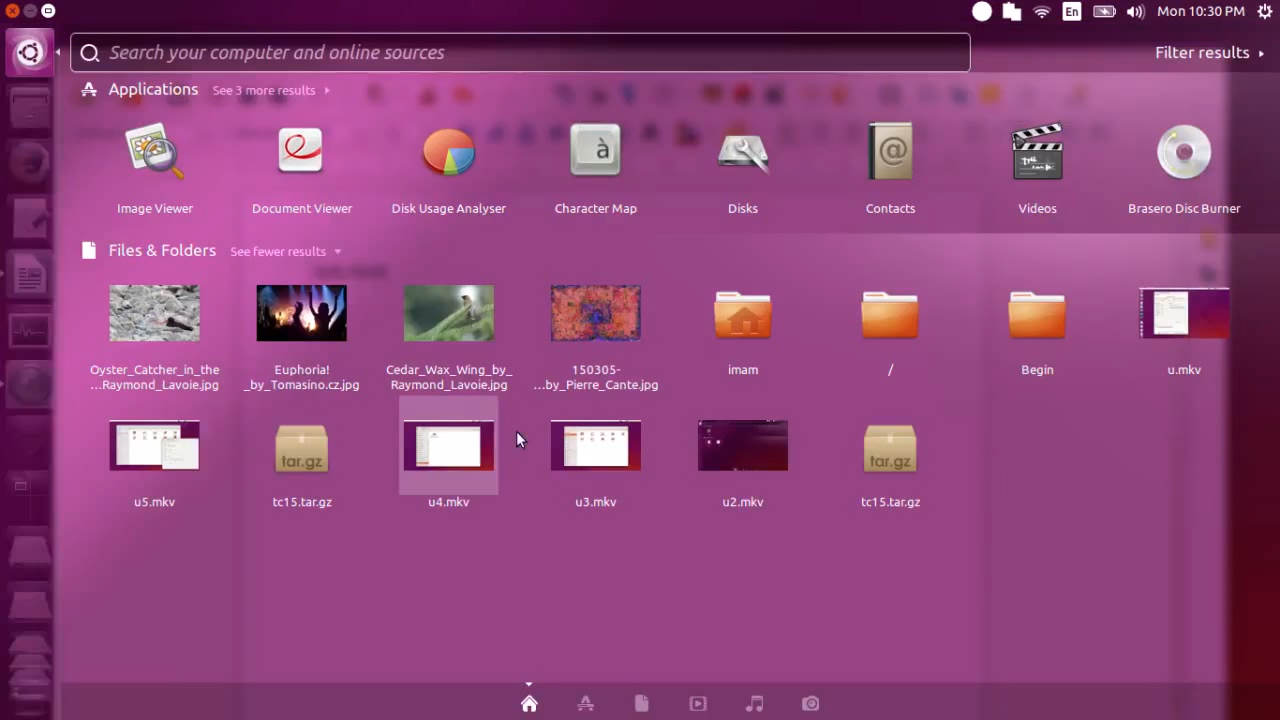 En
Mon 10:30 PM
Search your computer and online sources
Filter results
Applications
See 3 more results
à
@
Image Viewer
Document Viewer
Disk Usage Analyser
Character Map
Disks
Contacts
Videos
Brasero Disc Burner
Files & Folders
See fewer results
Oyster_Catcher_in_the
...Raymond_Lavoie.jpg
Euphoria!
_by_Tomasino.cz.jpg
Cedar_Wax_Wing_by_
Raymond_Lavoie.jpg
150305-
...by_Pierre_Cante.jpg
imam
/
Begin
u.mkv
tar.gz
tar.gz
u5.mkv
tc15.tar.gz
u4.mkv
u3.mkv
u2.mkv
tc15.tar.gz